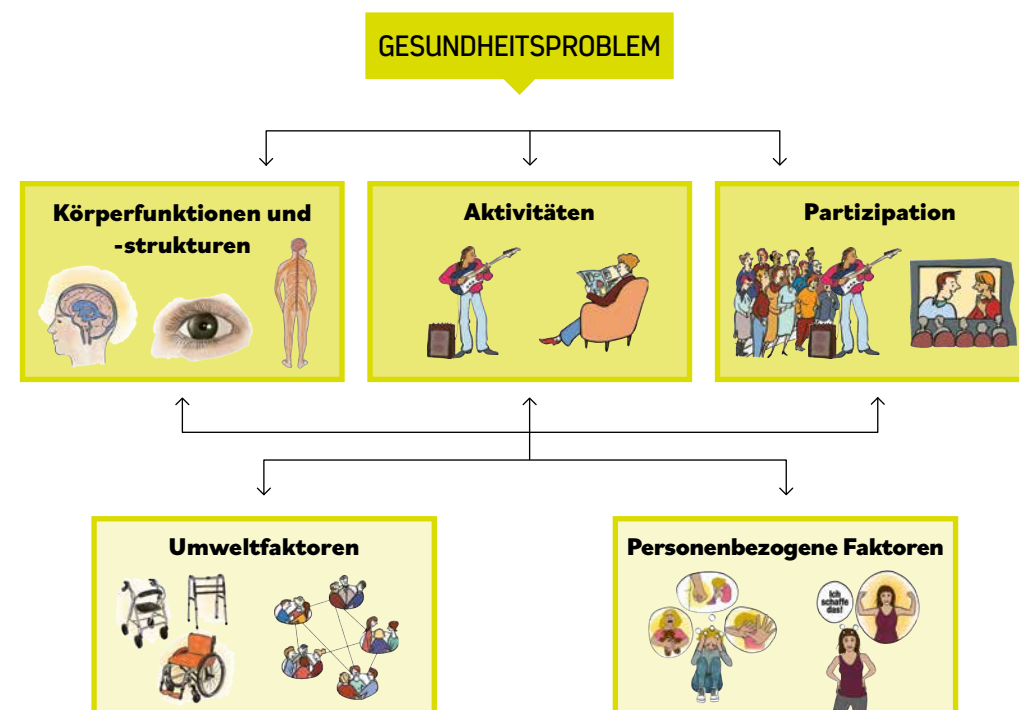 GESUNDHEITSPROBLEM
Körperfunktionen und
-strukturen
Aktivitäten
Partizipation
Umweltfaktoren
Personenbezogene Faktoren
Ich
schaffe
das!